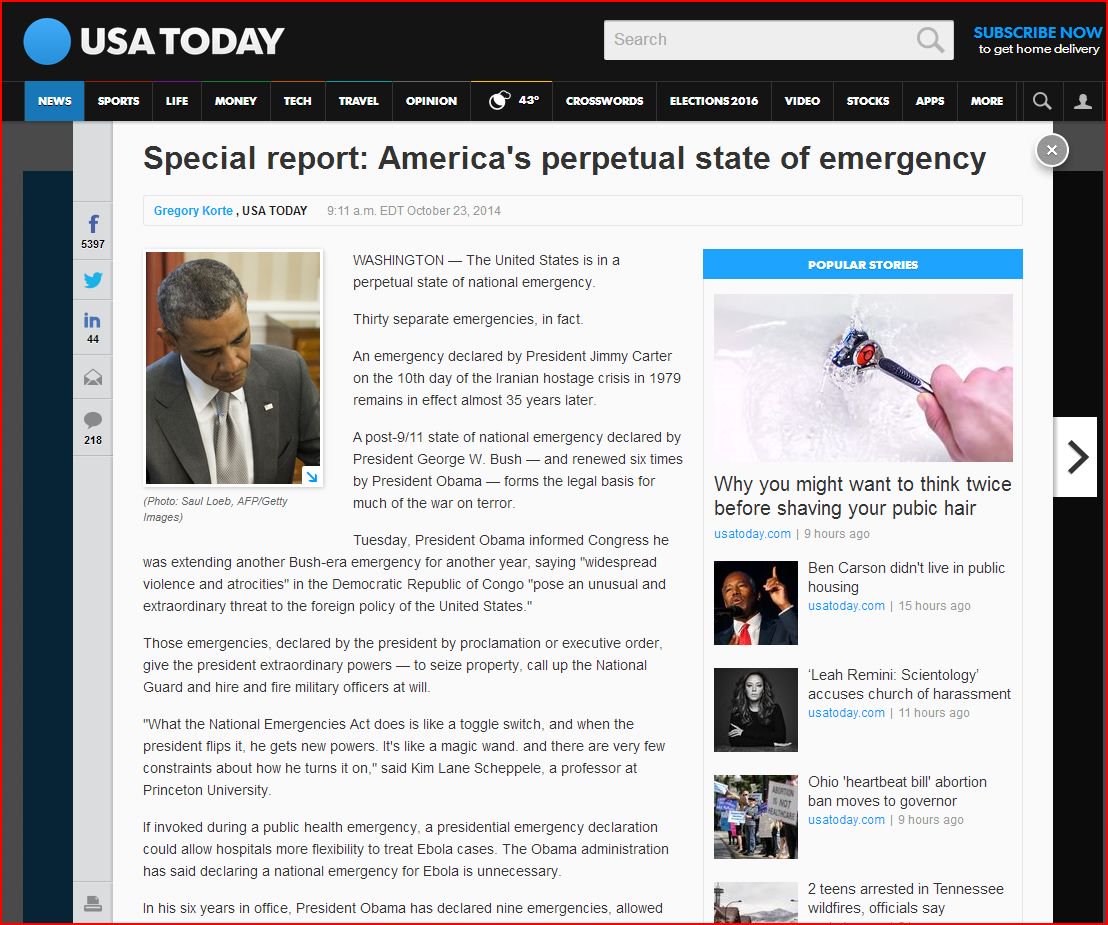 USA TODAY
Search
SUBSCRIBE NOW
to get home delivery
NEWS
SPORTS
LIFE
MONEY
TECH
TRAVEL
OPINION
43°
CROSSWORDS
ELECTIONS 2016
VIDEO
STOCKS
APPS
MORE
Special report: America's perpetual state of emergency
Gregory Korte , USA TODAY 9:11 a.m. EDT October 23, 2014
5397
44
218
(Photo: Saul Loeb, AFP/Getty
Images)
WASHINGTON — The United States is in a
perpetual state of national emergency.
Thirty separate emergencies, in fact.
An emergency declared by President Jimmy Carter
on the 10th day of the Iranian hostage crisis in 1979
remains in effect almost 35 years later.
A post-9/11 state of national emergency declared by
President George W. Bush — and renewed six times
by President Obama — forms the legal basis for
much of the war on terror.
Tuesday, President Obama informed Congress he
was extending another Bush-era emergency for another year, saying "widespread
violence and atrocities" in the Democratic Republic of Congo "pose an unusual and
extraordinary threat to the foreign policy of the United States."
Those emergencies, declared by the president by proclamation or executive order,
give the president extraordinary powers — to seize property, call up the National
Guard and hire and fire military officers at will.
"What the National Emergencies Act does is like a toggle switch, and when the
president flips it, he gets new powers. It's like a magic wand. and there are very few
constraints about how he turns it on," said Kim Lane Scheppele, a professor at
Princeton University.
If invoked during a public health emergency, a presidential emergency declaration
could allow hospitals more flexibility to treat Ebola cases. The Obama administration
has said declaring a national emergency for Ebola is unnecessary.
In his six years in office, President Obama has declared nine emergencies, allowed
POPULAR STORIES
Why you might want to think twice
before shaving your pubic hair
usatoday.com | 9 hours ago
Ben Carson didn't live in public
housing
usatoday.com | 15 hours ago
‘Leah Remini: Scientology’
accuses church of harassment
usatoday.com | 11 hours ago
ABORTION
IS NOT
HEALTHCARE
Ohio 'heartbeat bill' abortion
ban moves to governor
usatoday.com | 9 hours ago
2 teens arrested in Tennessee
wildfires, officials say